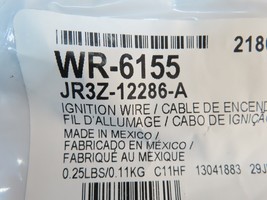 2180
WR-6155
JR3Z-12286-A
IGNITION WIRE / CABLE DE ENCEND
FIL D'ALLUMAGE / CABO DE IGNIÇÃ
MADE IN MEXICO /
FABRICADO EN MÉXICO /
FABRIQUÉ AU MEXIQUE
0.25LBS/0.11KG C11HF 13041883 29J